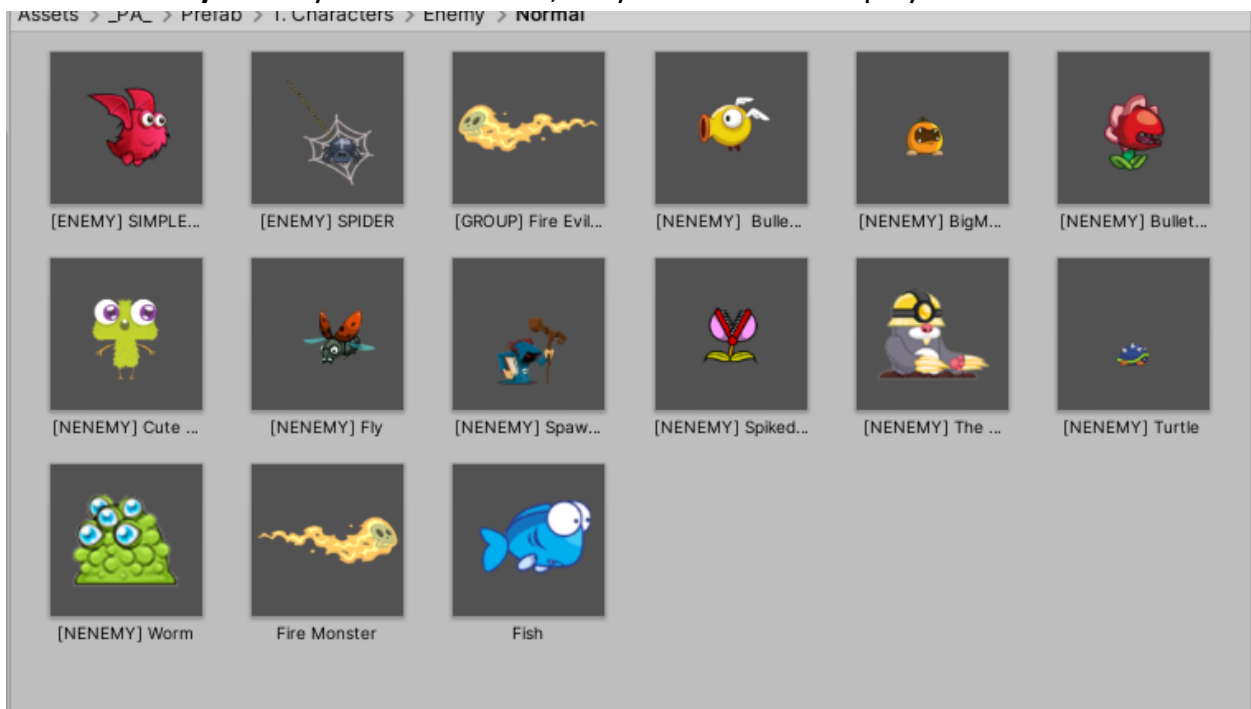 Assets > _PA_ > Prefab > 1. Characters > Enemy > Normal
[ENEMY] SIMPLE... [ENEMY] SPIDER [GROUP] Fire Evil... [NENEMY]  Bulle... [NENEMY] BigM... [NENEMY] Bullet...
[NENEMY] Cute ... [NENEMY] Fly [NENEMY] Spaw... [NENEMY] Spiked... [NENEMY] The ... [NENEMY] Turtle
[NENEMY] Worm Fire Monster Fish